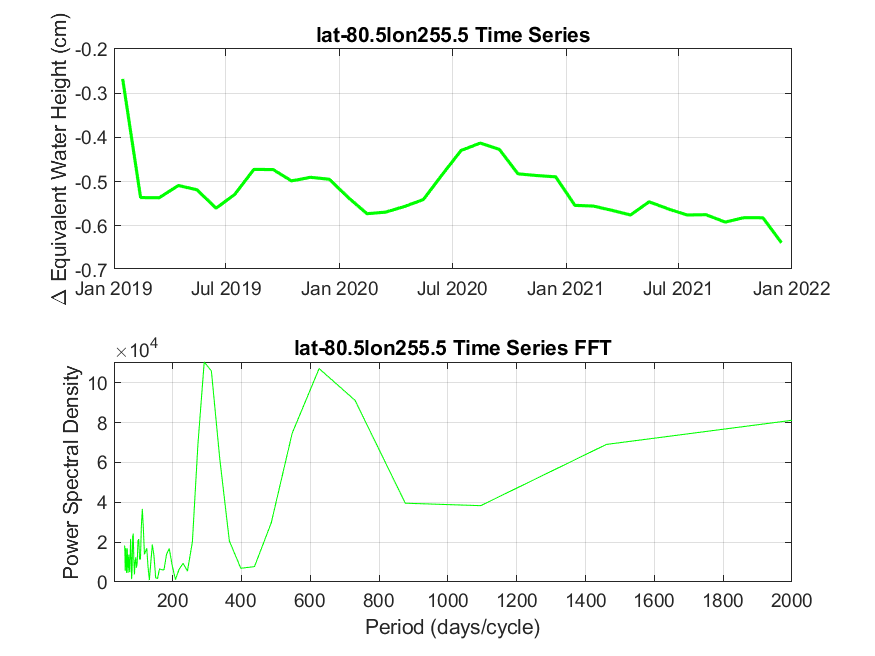 lat-80.5lon255.5 Time Series
Δ Equivalent Water Height (cm)
-0.2
-0.3
-0.4
-0.5
-0.6
-0.7
Jan 2019 Jul 2019 Jan 2020 Jul 2020 Jan 2021 Jul 2021 Jan 2022
lat-80.5lon255.5 Time Series FFT
×10⁴
Power Spectral Density
10
8
6
4
2
0
200 400 600 800 1000 1200 1400 1600 1800 2000
Period (days/cycle)